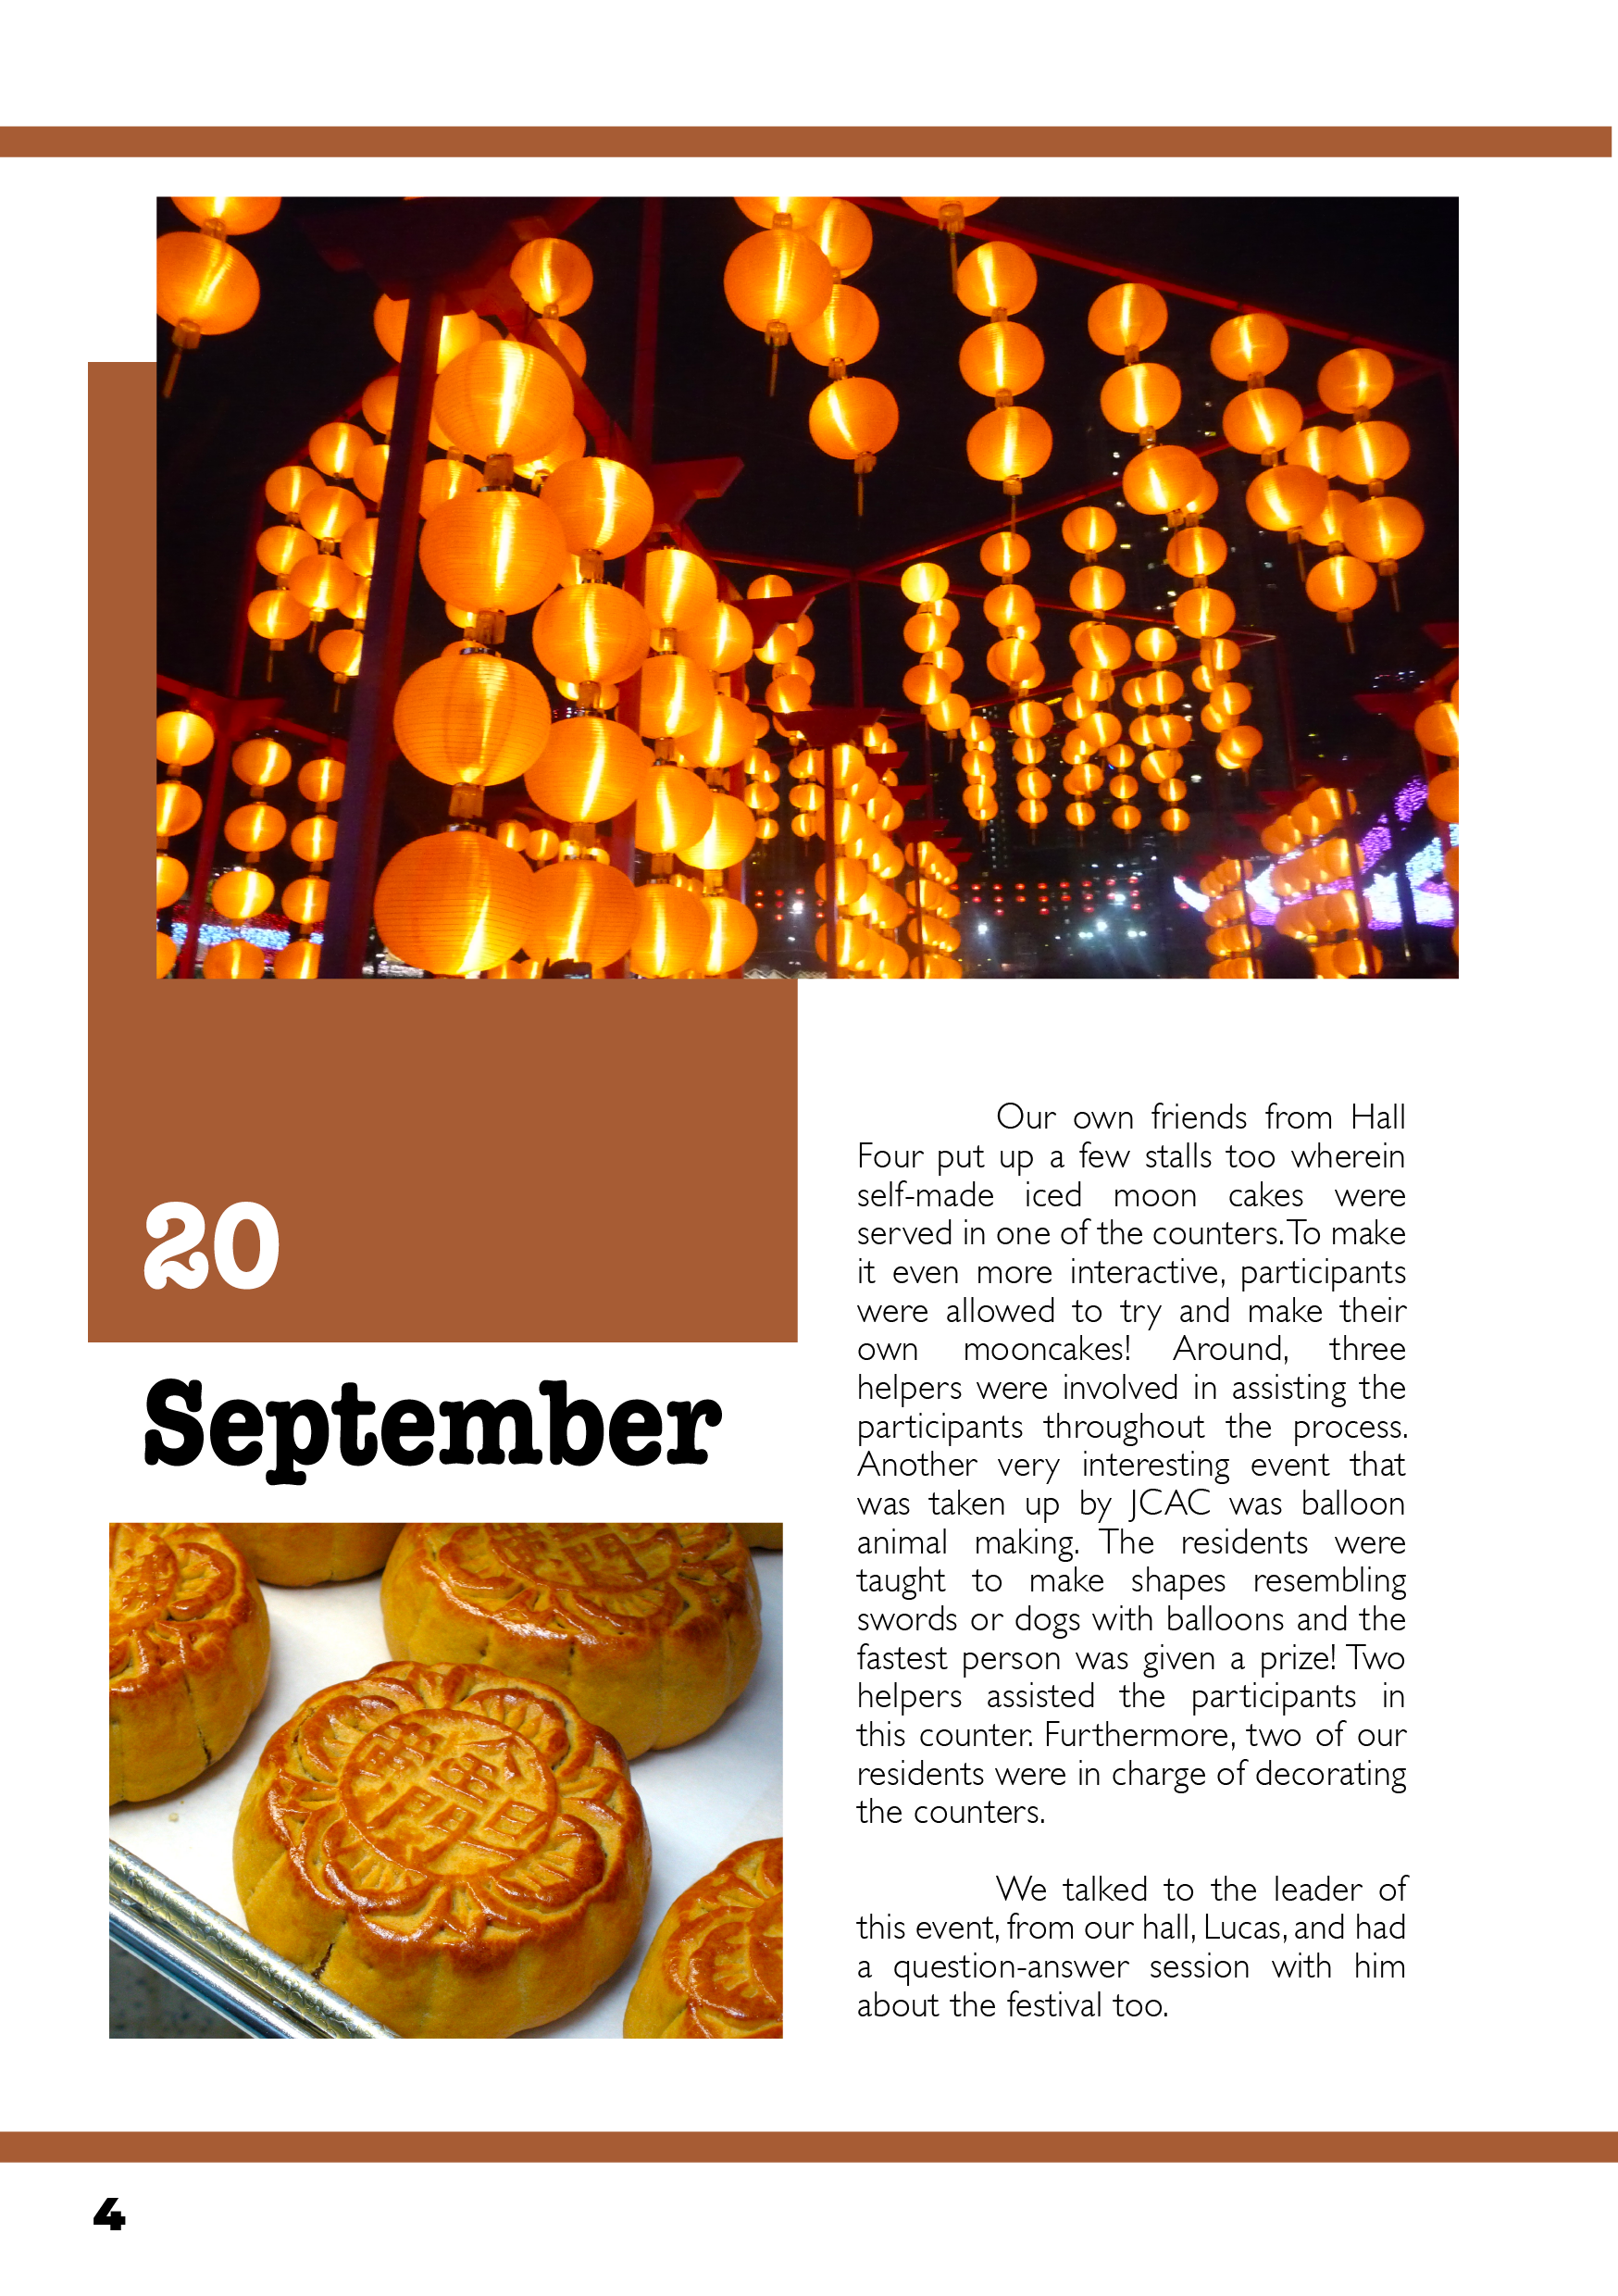 20
September
Our own friends from Hall
Four put up a few stalls too wherein
self-made iced moon cakes were
served in one of the counters. To make
it even more interactive, participants
were allowed to try and make their
own mooncakes! Around, three
helpers were involved in assisting the
participants throughout the process.
Another very interesting event that
was taken up by JCAC was balloon
animal making. The residents were
taught to make shapes resembling
swords or dogs with balloons and the
fastest person was given a prize! Two
helpers assisted the participants in
this counter. Furthermore, two of our
residents were in charge of decorating
the counters.
We talked to the leader of
this event, from our hall, Lucas, and had
a question-answer session with him
about the festival too.
4